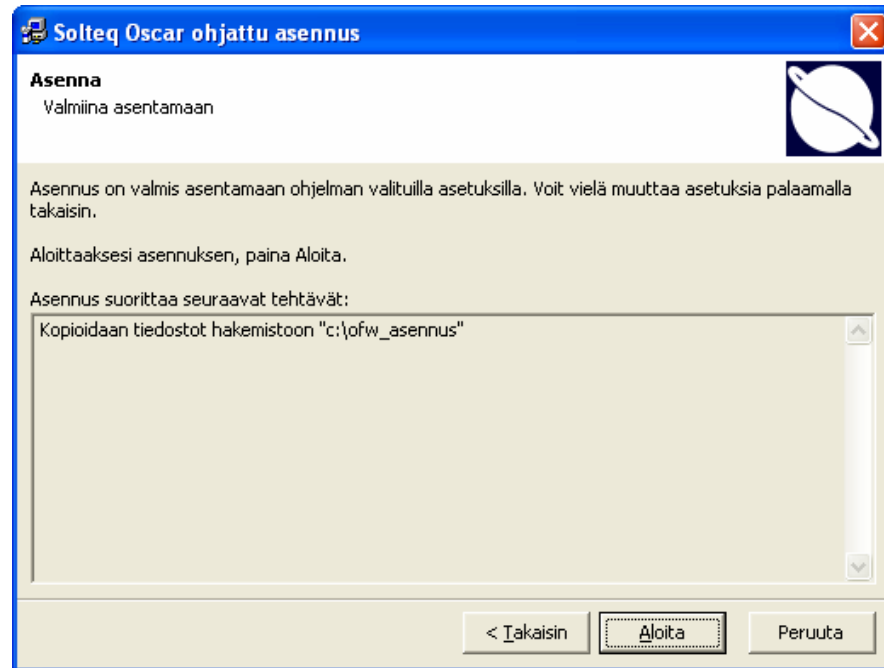 Solteq Oscar ohjattu asennus
Asenna
Valmiina asentamaan
Asennus on valmis asentamaan ohjelman valituilla asetuksilla. Voit vielä muuttaa asetuksia palaamalla
takaisin.
Aloittaaksesi asennuksen, paina Aloita.
Asennus suorittaa seuraavat tehtävät:
Kopioidaan tiedostot hakemistoon "c:\ofw_asennus"
< Takaisin
Aloita
Peruuta